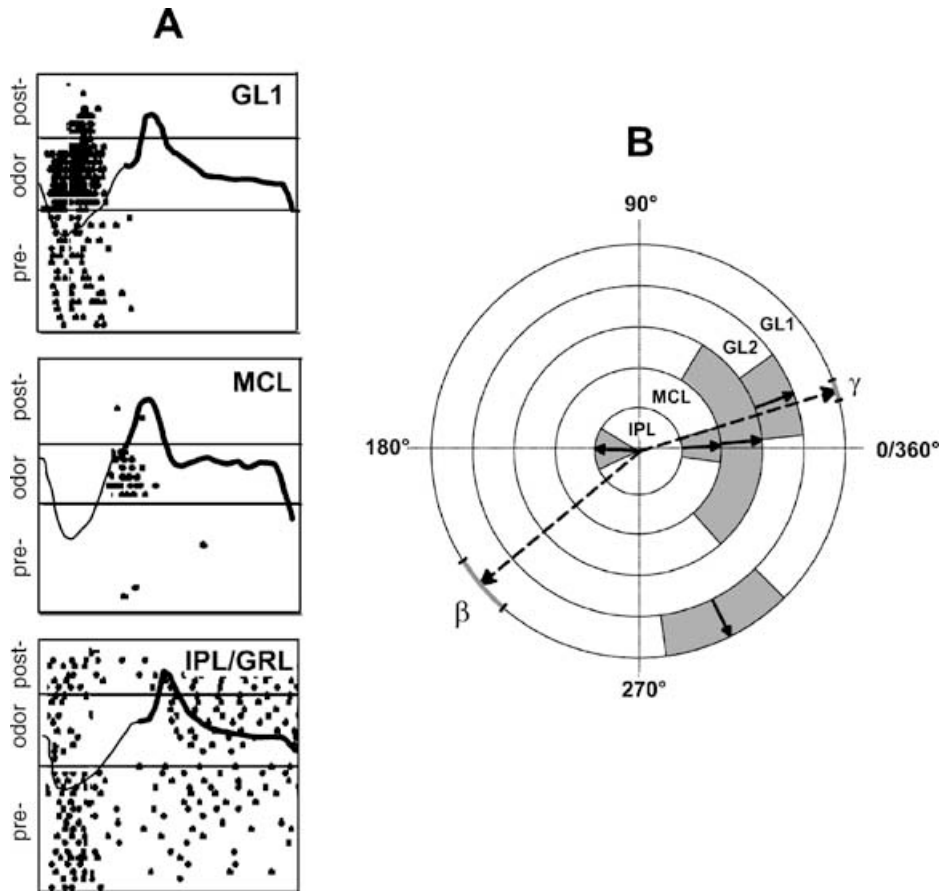 A
GL1
post-
odor
pre-
MCL
post-
odor
pre-
IPL/GRL
post-
odor
pre-
B
90°
GL1
GL2
MCL
IPL
γ
180°
0/360°
β
270°